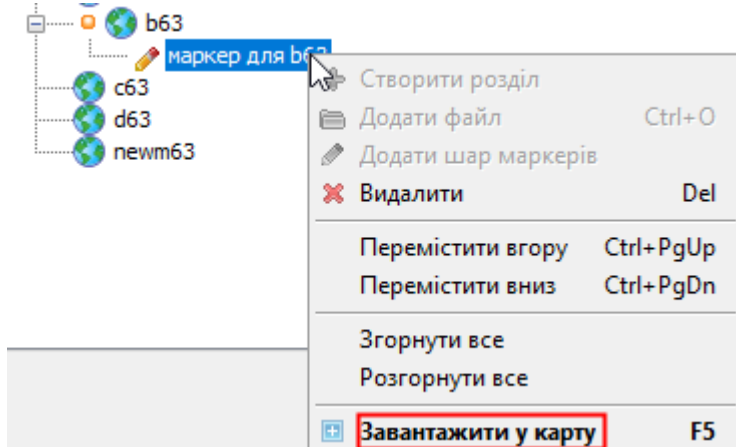 b63
маркер для b63
c63
d63
newm63
Створити розділ
Додати файл Ctrl+O
Додати шар маркерів
Видалити Del
Перемістити вгору Ctrl+PgUp
Перемістити вниз Ctrl+PgDn
Згорнути все
Розгорнути все
Завантажити у карту F5